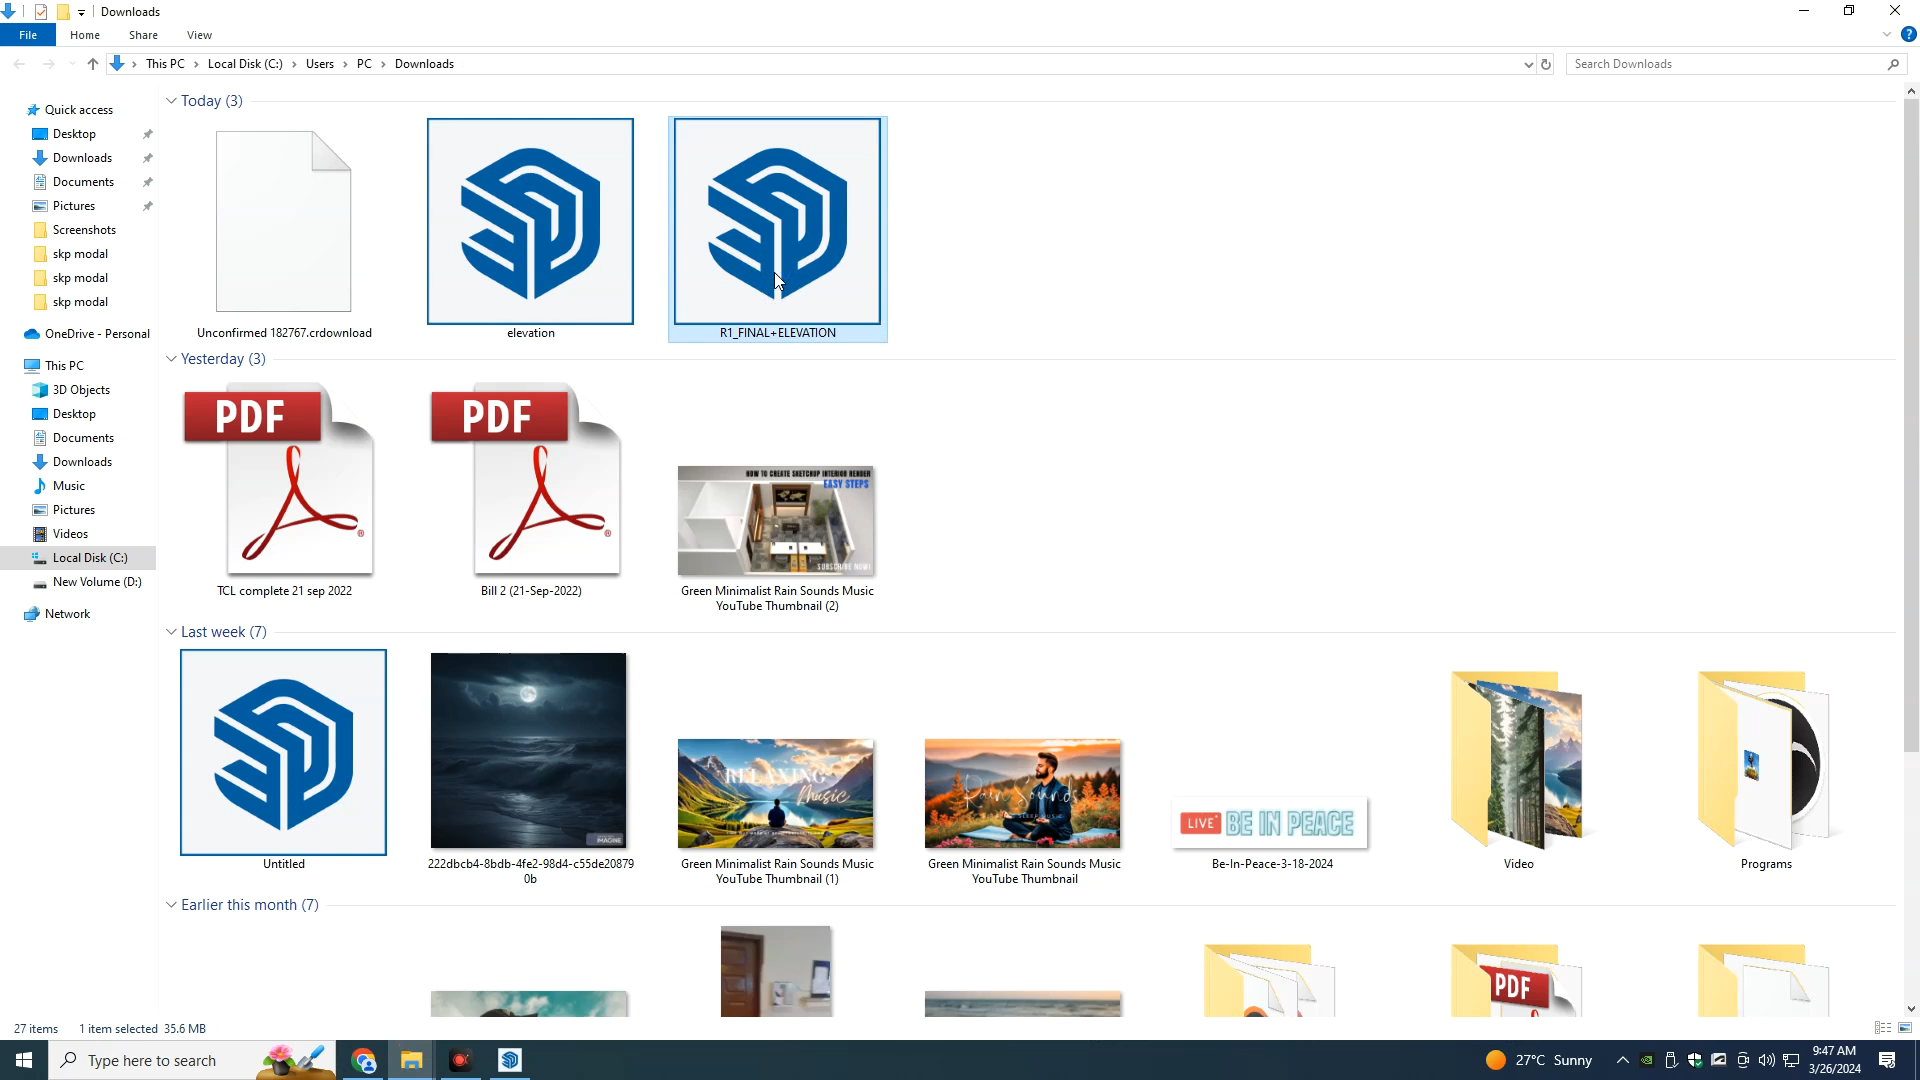 Downloads
File
Home
Share
View
This PC
Local Disk (C:)
Users
PC
Downloads
Search Downloads
Quick access
Desktop
Downloads
Documents
Pictures
Screenshots
skp modal
skp modal
skp modal
OneDrive - Personal
This PC
3D Objects
Desktop
Documents
Downloads
Music
Pictures
Videos
Local Disk (C:)
New Volume (D:)
Network
Today (3)
Unconfirmed 182767.crdownload
elevation
R1_FINAL+ELEVATION
Yesterday (3)
PDF
PDF
HOW TO CREATE SKETCHUP INTERIOR RENDER
EASY STEPS
SUBSCRIBE NOW!
TCL complete 21 sep 2022
Bill 2 (21-Sep-2022)
Green Minimalist Rain Sounds Music
YouTube Thumbnail (2)
Last week (7)
IMAGINE
RELAXING
Music
Rain Sounds
LIVE
BE IN PEACE
Untitled
222dbcb4-8bdb-4fe2-98d4-c55de20879
0b
Green Minimalist Rain Sounds Music
YouTube Thumbnail (1)
Green Minimalist Rain Sounds Music
YouTube Thumbnail
Be-In-Peace-3-18-2024
Video
Programs
Earlier this month (7)
PDF
27 items
1 item selected 35.6 MB
Type here to search
27°C Sunny
9:47 AM
3/26/2024